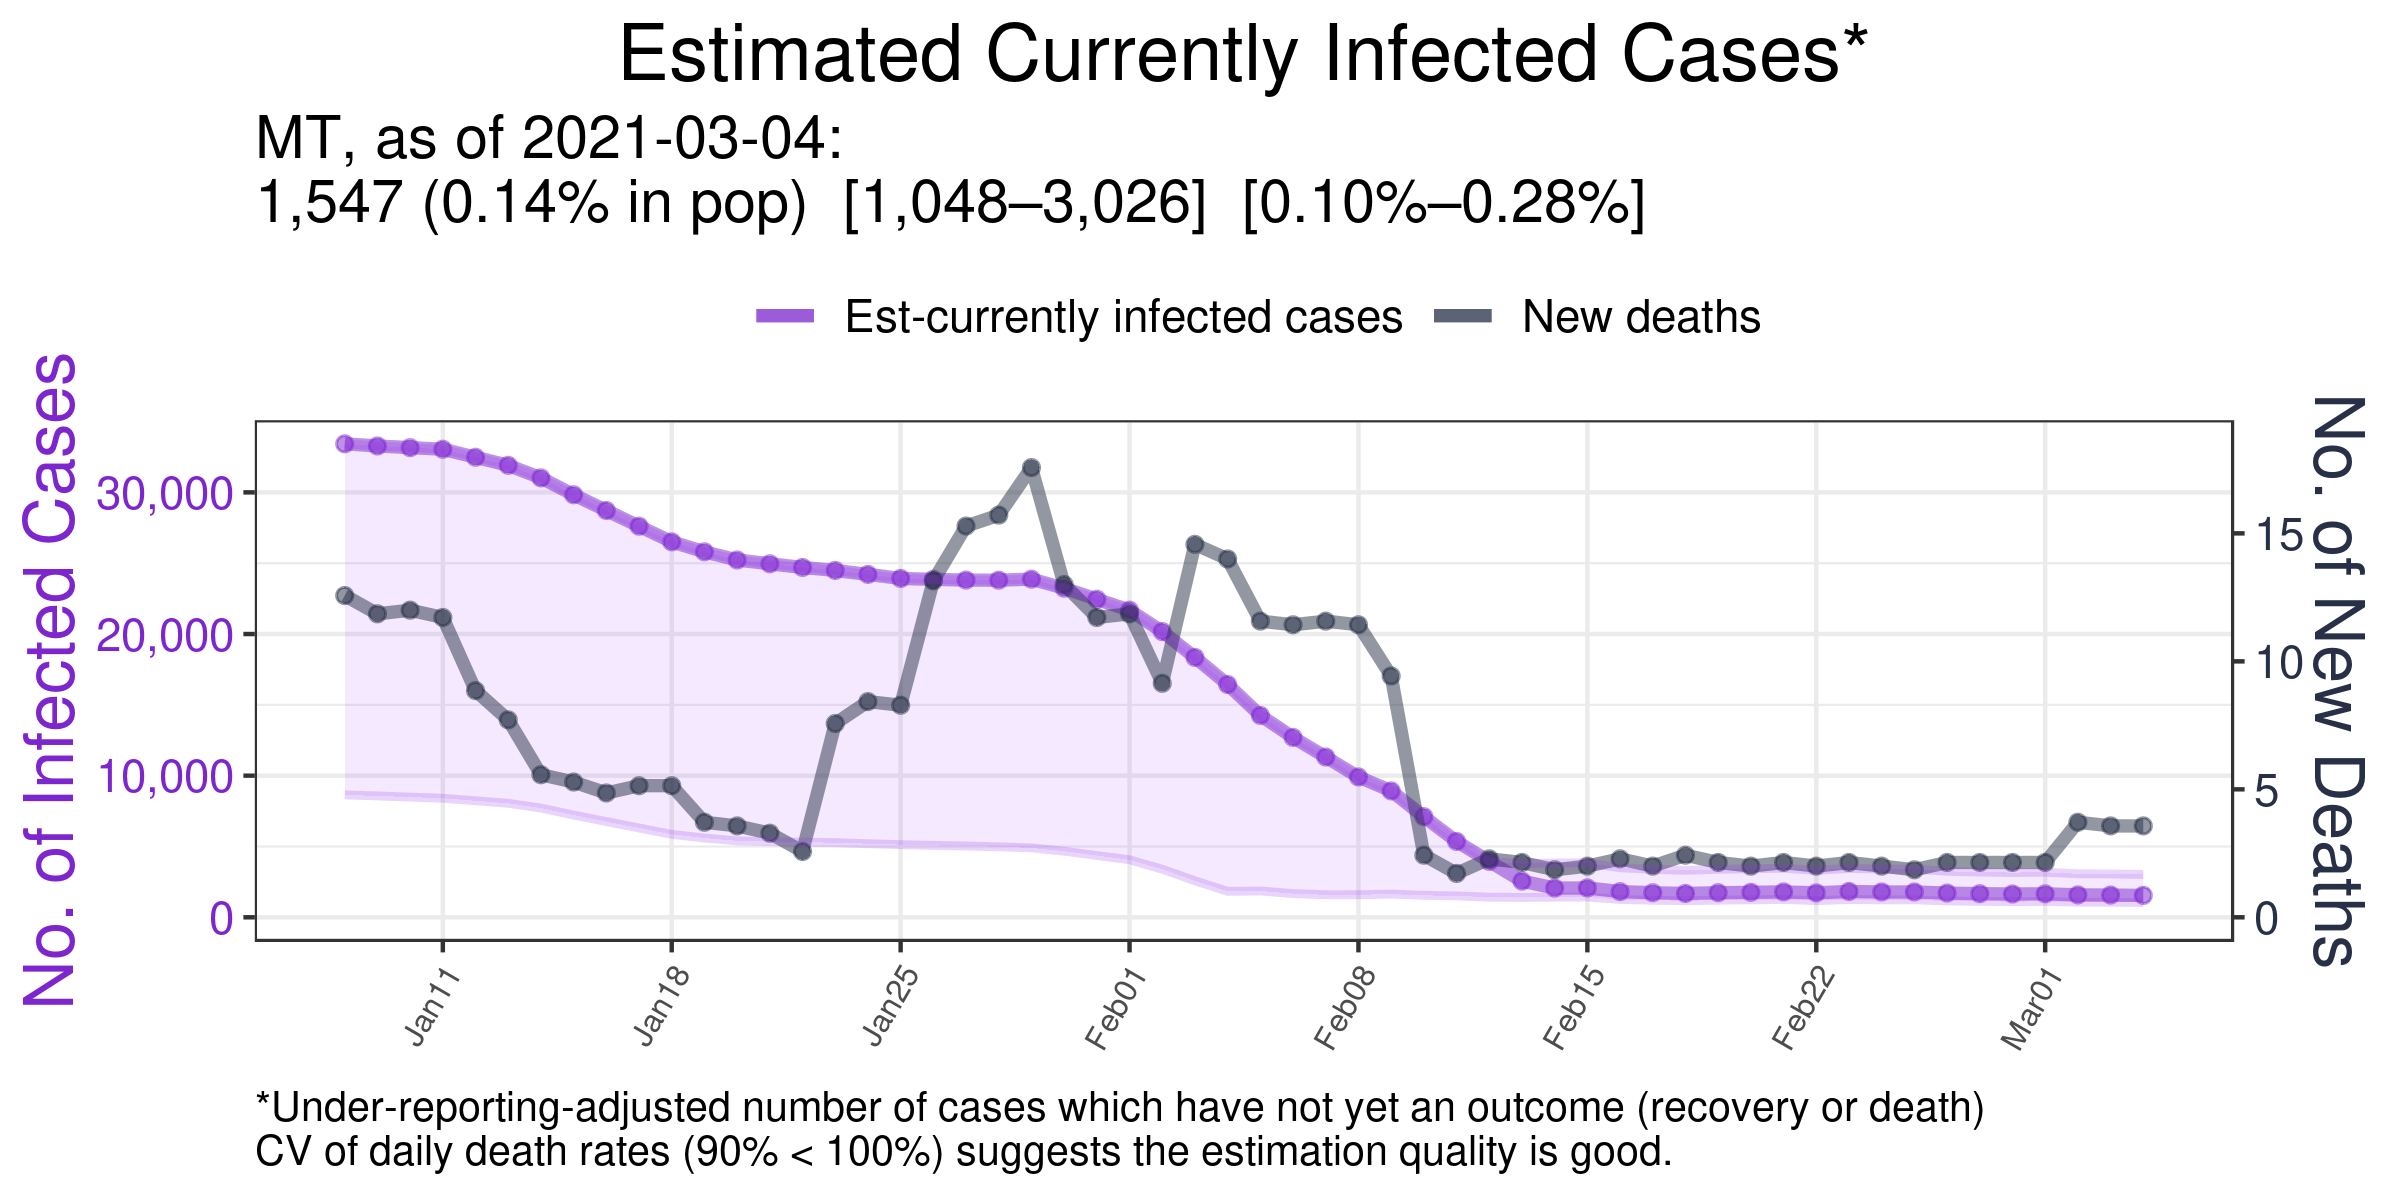 Estimated Currently Infected Cases*
MT, as of 2021-03-04:
1,547 (0.14% in pop)  [1,048–3,026]  [0.10%–0.28%]
Est-currently infected cases
New deaths
No. of Infected Cases
30,000
20,000
10,000
0
15
10
5
0
No. of New Deaths
Jan11
Jan18
Jan25
Feb01
Feb08
Feb15
Feb22
Mar01
*Under-reporting-adjusted number of cases which have not yet an outcome (recovery or death)
CV of daily death rates (90% < 100%) suggests the estimation quality is good.